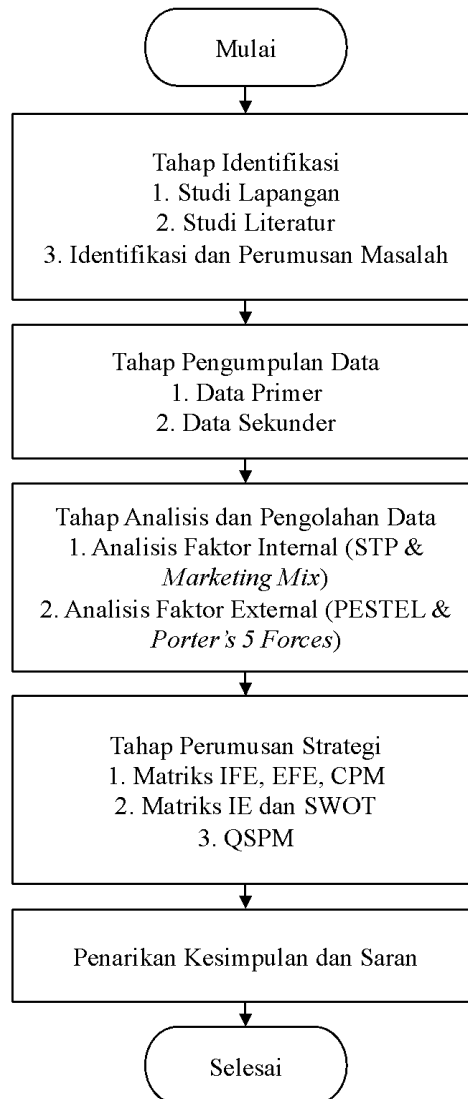 Mulai
Tahap Identifikasi
1. Studi Lapangan
2. Studi Literatur
3. Identifikasi dan Perumusan Masalah
Tahap Pengumpulan Data
1. Data Primer
2. Data Sekunder
Tahap Analisis dan Pengolahan Data
1. Analisis Faktor Internal (STP &
Marketing Mix)
2. Analisis Faktor External (PESTEL &
Porter’s 5 Forces)
Tahap Perumusan Strategi
1. Matriks IFE, EFE, CPM
2. Matriks IE dan SWOT
3. QSPM
Penarikan Kesimpulan dan Saran
Selesai